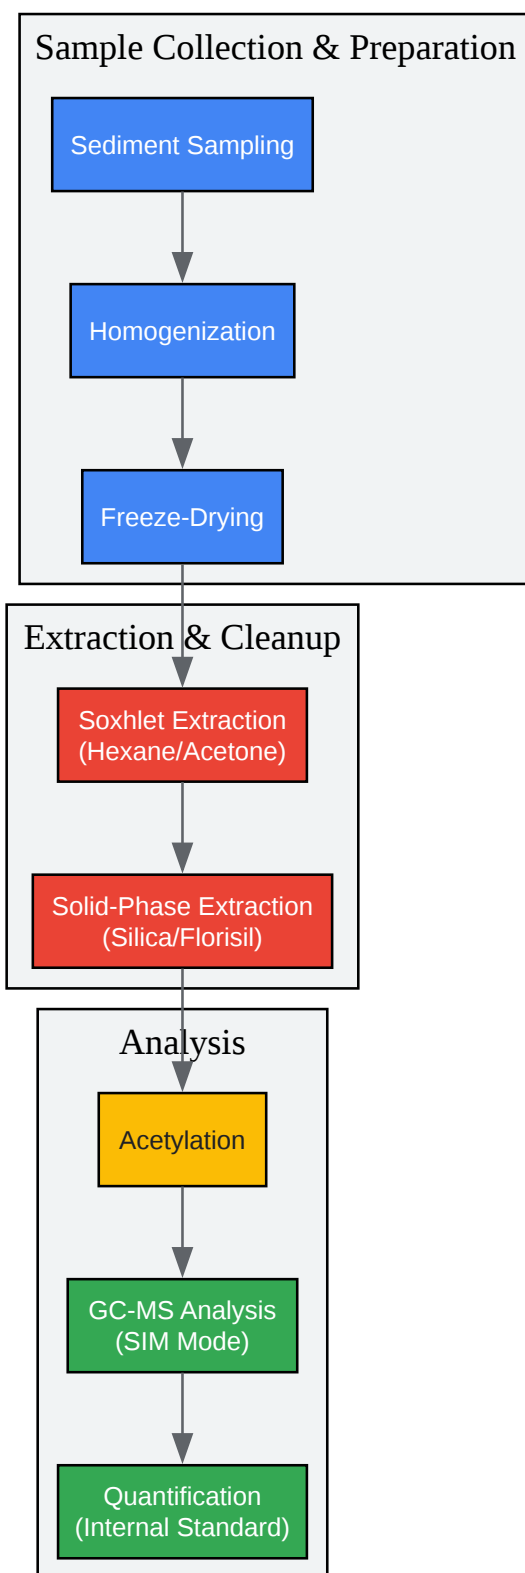 Sample Collection & Preparation
Sediment Sampling
Homogenization
Freeze-Drying
Extraction & Cleanup
Soxhlet Extraction
(Hexane/Acetone)
Solid-Phase Extraction
(Silica/Florisil)
Analysis
Acetylation
GC-MS Analysis
(SIM Mode)
Quantification
(Internal Standard)